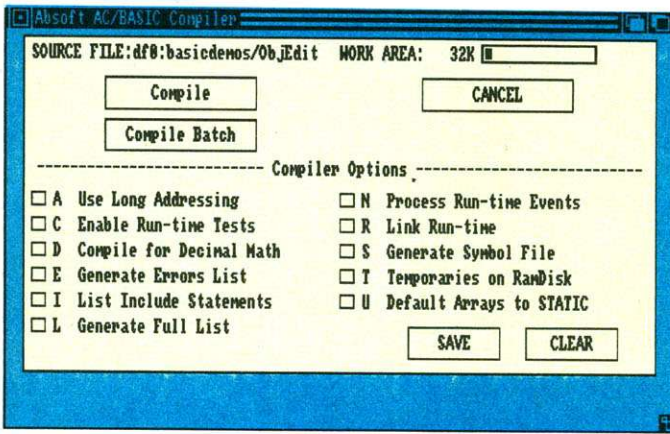 Absoft AC/BASIC Compiler
SOURCE FILE:df0:basicdemos/ObjEdit WORK AREA: 32K
Compile CANCEL
Compile Batch
Compiler Options
A Use Long Addressing
C Enable Run-time Tests
D Compile for Decimal Math
E Generate Errors List
I List Include Statements
L Generate Full List
N Process Run-time Events
R Link Run-time
S Generate Symbol File
T Temporaries on RamDisk
U Default Arrays to STATIC
SAVE CLEAR